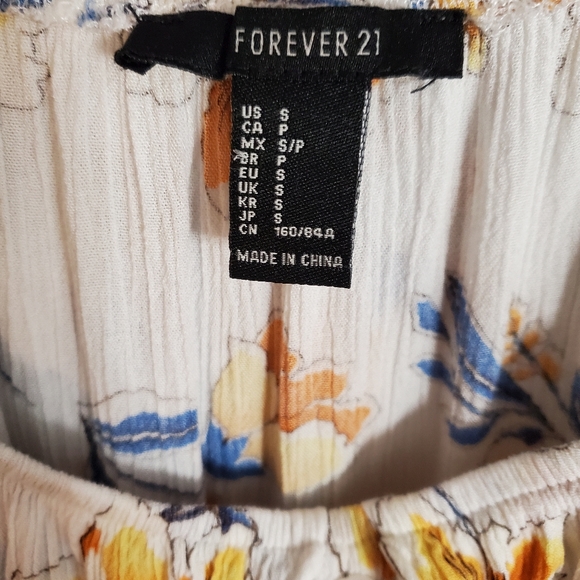 FOREVER 21
US S
CA P
MX S/P
BR P
EU S
UK S
KR S
JP S
CN 160/84A
MADE IN CHINA